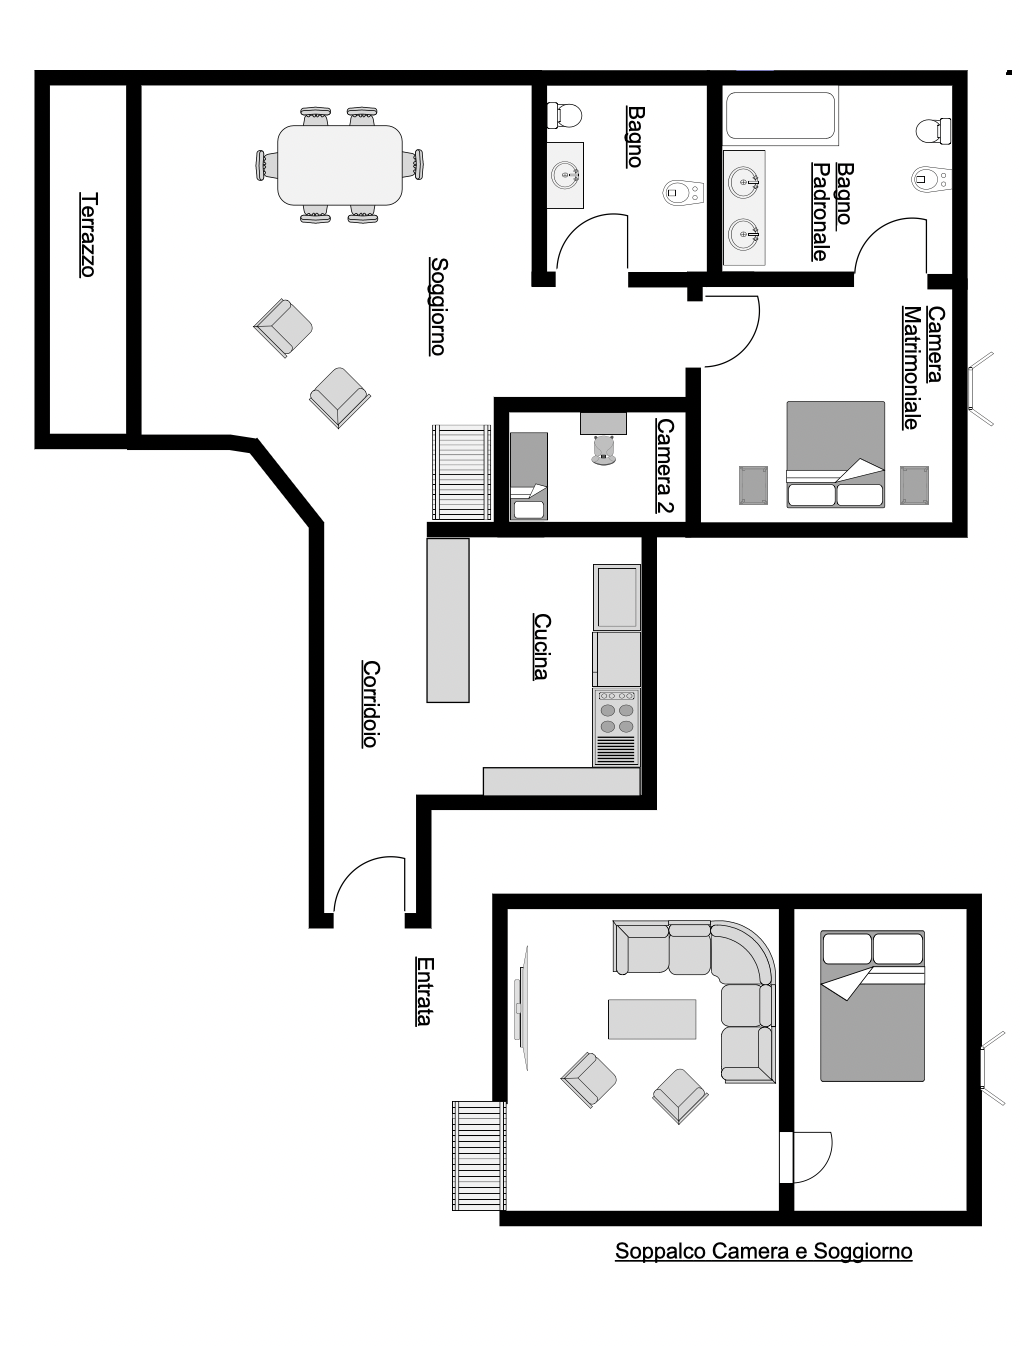 Terrazzo
Soggiorno
Bagno
Bagno
Padronale
Camera
Matrimoniale
Camera 2
Cucina
Corridoio
Entrata
Soppalco Camera e Soggiorno